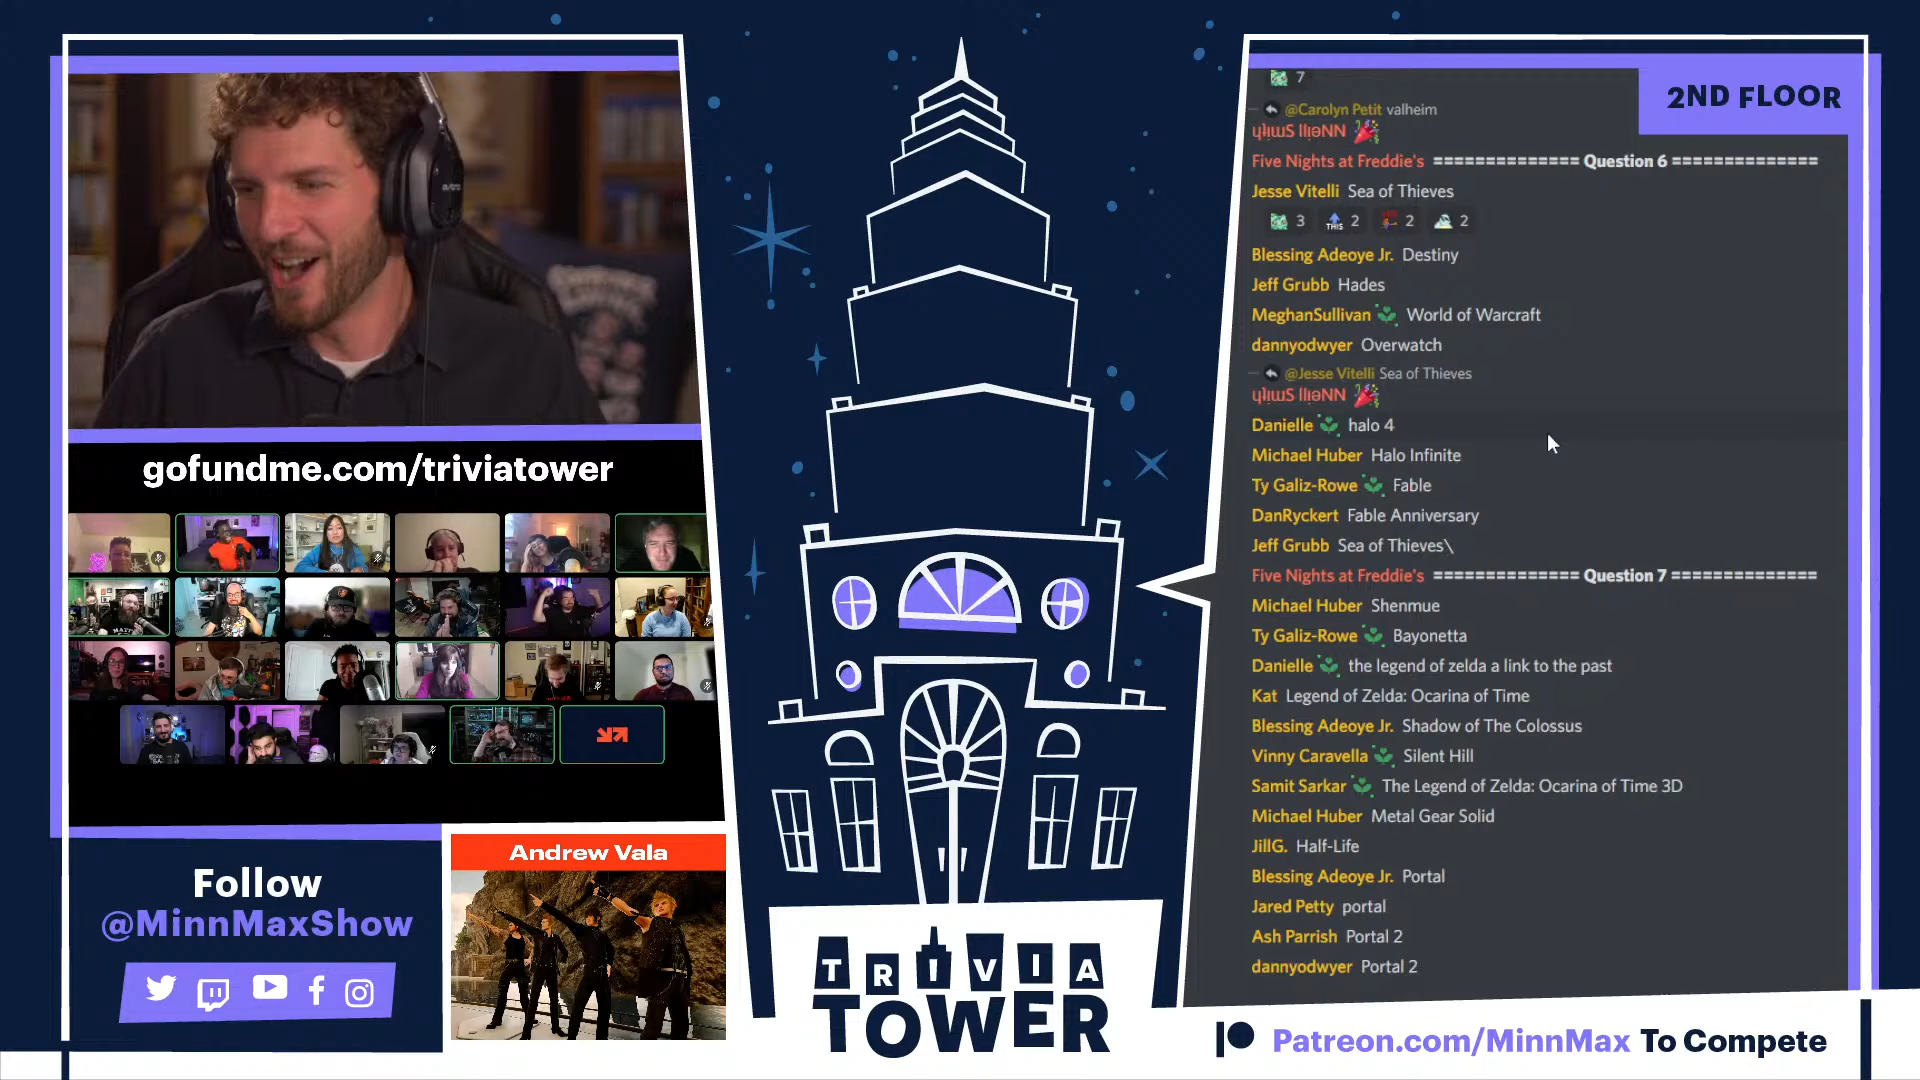 gofundme.com/triviatower
Follow
@MinnMaxShow
Andrew Vala
TRIVIA
TOWER
2ND FLOOR
7
@Carolyn Petit valheim
Five Nights at Freddie's ============== Question 6 ==============
Jesse Vitelli Sea of Thieves
3 THIS 2 2 2
Blessing Adeoye Jr. Destiny
Jeff Grubb Hades
MeghanSullivan World of Warcraft
dannyodwyer Overwatch
@Jesse Vitelli Sea of Thieves
Danielle halo 4
Michael Huber Halo Infinite
Ty Galiz-Rowe Fable
DanRyckert Fable Anniversary
Jeff Grubb Sea of Thieves\
Five Nights at Freddie's ============== Question 7 ==============
Michael Huber Shenmue
Ty Galiz-Rowe Bayonetta
Danielle the legend of zelda a link to the past
Kat Legend of Zelda: Ocarina of Time
Blessing Adeoye Jr. Shadow of The Colossus
Vinny Caravella Silent Hill
Samit Sarkar The Legend of Zelda: Ocarina of Time 3D
Michael Huber Metal Gear Solid
JillG. Half-Life
Blessing Adeoye Jr. Portal
Jared Petty portal
Ash Parrish Portal 2
dannyodwyer Portal 2
Patreon.com/MinnMax To Compete